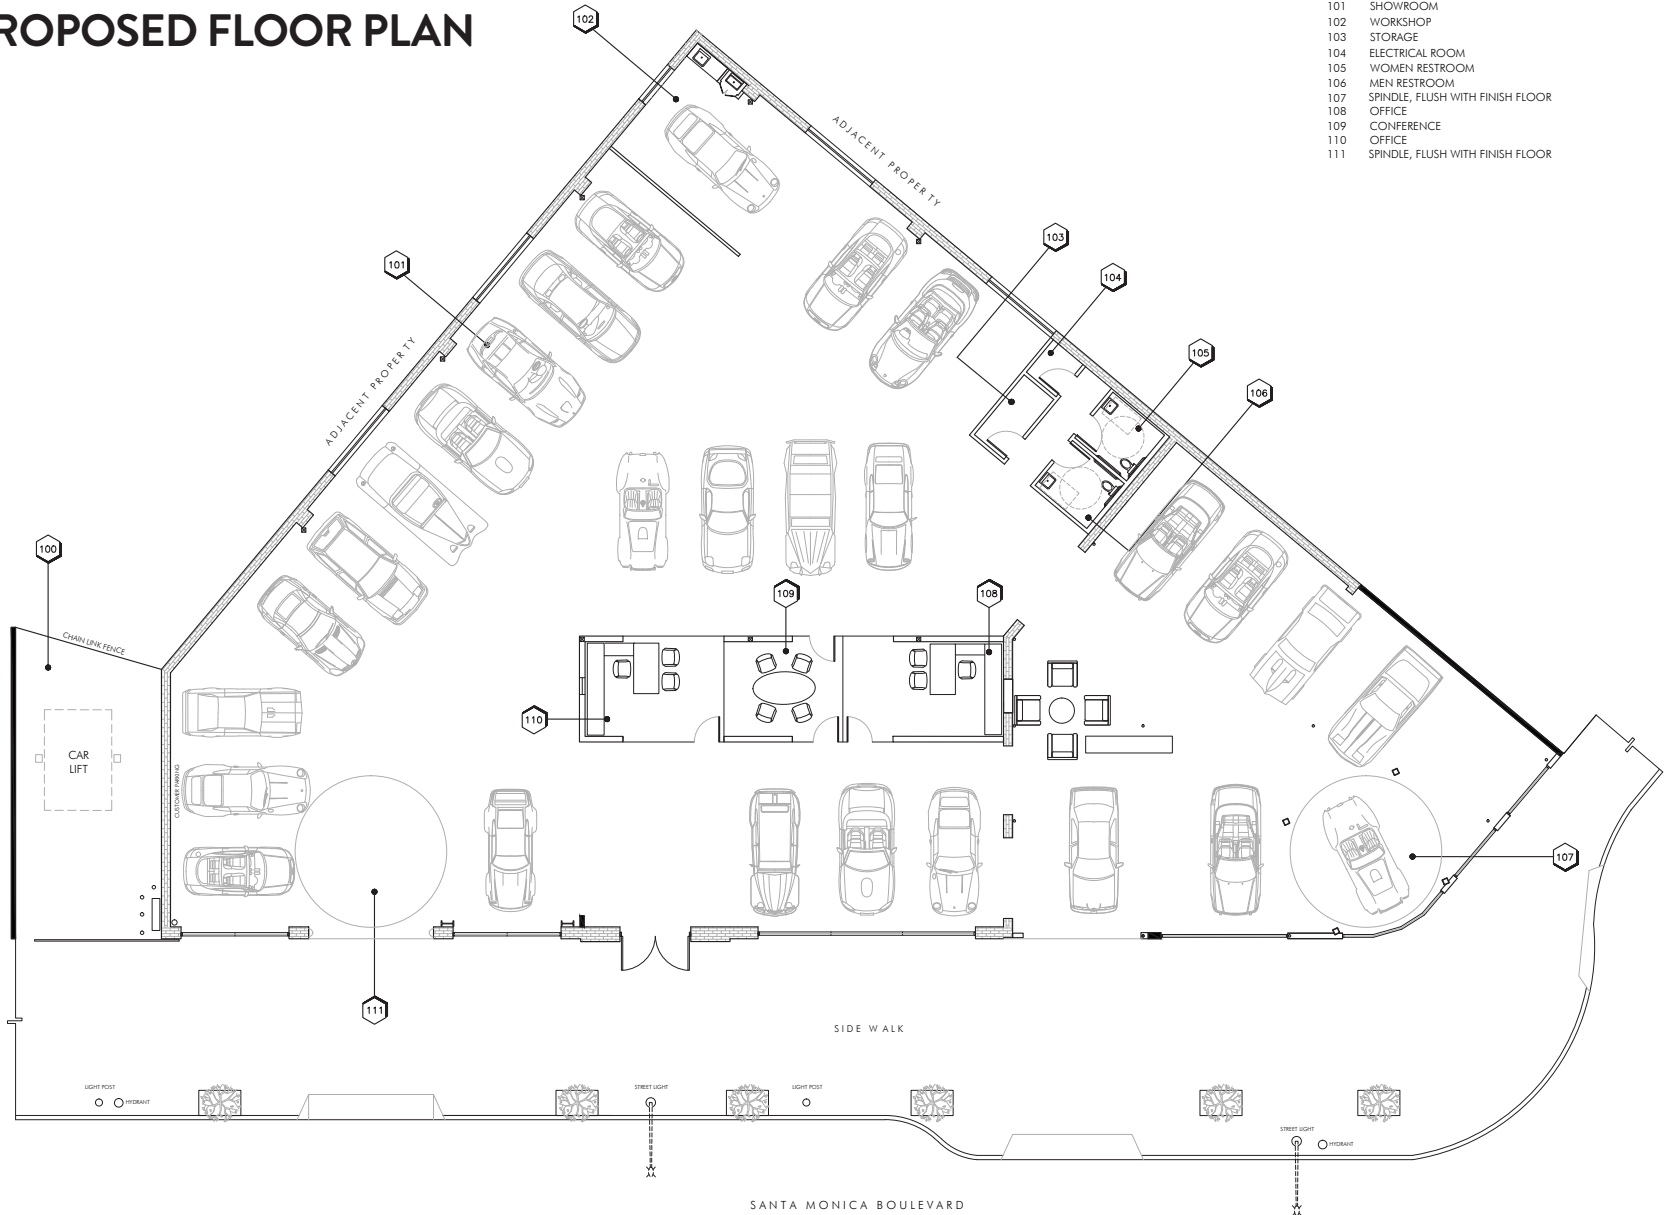 ROPOSED FLOOR PLAN
101 SHOWROOM
102 WORKSHOP
103 STORAGE
104 ELECTRICAL ROOM
105 WOMEN RESTROOM
106 MEN RESTROOM
107 SPINDLE, FLUSH WITH FINISH FLOOR
108 OFFICE
109 CONFERENCE
110 OFFICE
111 SPINDLE, FLUSH WITH FINISH FLOOR
102
ADJACENT PROPERTY
103
101
104
ADJACENT PROPERTY
105
106
100
109
108
CHAIN LINK FENCE
110
CAR
LIFT
CUSTOMER PARKING
107
111
SIDE WALK
LIGHT POST
HYDRANT
STREET LIGHT
LIGHT POST
STREET LIGHT
HYDRANT
SANTA MONICA BOULEVARD